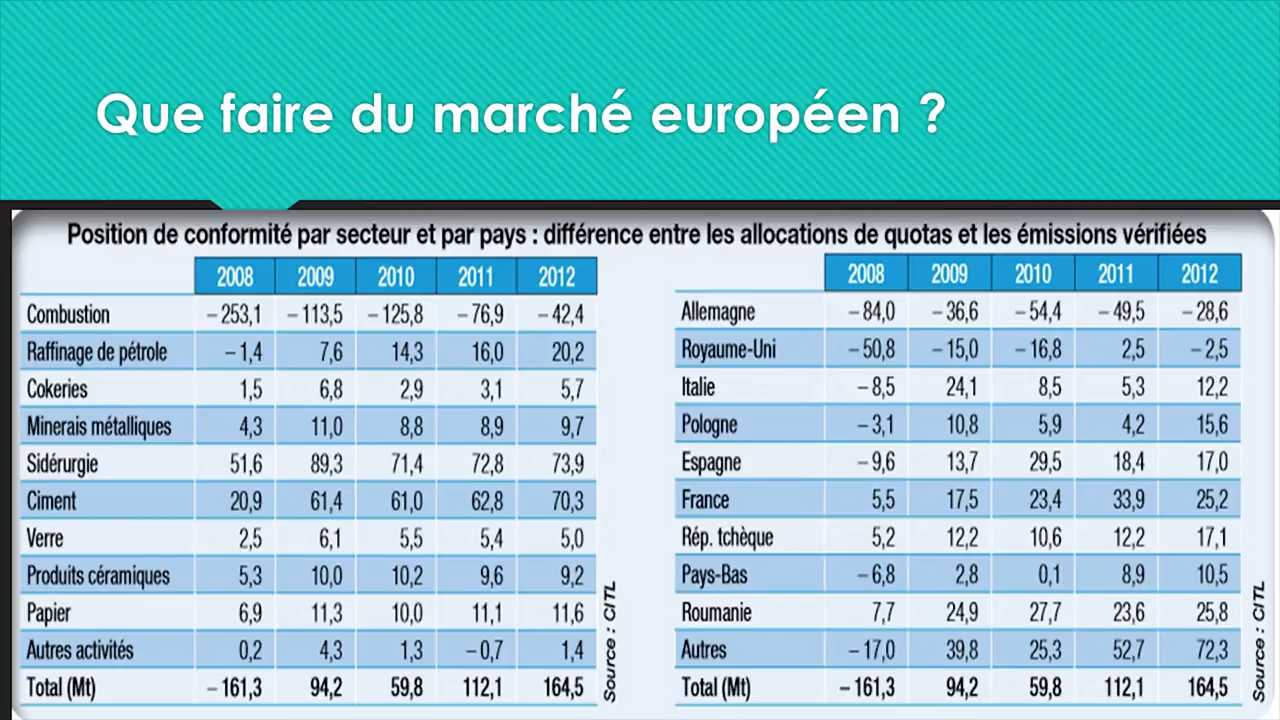 Que faire du marché européen ?
Position de conformité par secteur et par pays : différence entre les allocations de quotas et les émissions vérifiées
2008 2009 2010 2011 2012
Combustion – 253,1 – 113,5 – 125,8 – 76,9 – 42,4
Raffinage de pétrole – 1,4 7,6 14,3 16,0 20,2
Cokeries 1,5 6,8 2,9 3,1 5,7
Minerais métalliques 4,3 11,0 8,8 8,9 9,7
Sidérurgie 51,6 89,3 71,4 72,8 73,9
Ciment 20,9 61,4 61,0 62,8 70,3
Verre 2,5 6,1 5,5 5,4 5,0
Produits céramiques 5,3 10,0 10,2 9,6 9,2
Papier 6,9 11,3 10,0 11,1 11,6
Autres activités 0,2 4,3 1,3 – 0,7 1,4
Total (Mt) – 161,3 94,2 59,8 112,1 164,5
Source : CITL
2008 2009 2010 2011 2012
Allemagne – 84,0 – 36,6 – 54,4 – 49,5 – 28,6
Royaume-Uni – 50,8 – 15,0 – 16,8 2,5 – 2,5
Italie – 8,5 24,1 8,5 5,3 12,2
Pologne – 3,1 10,8 5,9 4,2 15,6
Espagne – 9,6 13,7 29,5 18,4 17,0
France 5,5 17,5 23,4 33,9 25,2
Rép. tchèque 5,2 12,2 10,6 12,2 17,1
Pays-Bas – 6,8 2,8 0,1 8,9 10,5
Roumanie 7,7 24,9 27,7 23,6 25,8
Autres – 17,0 39,8 25,3 52,7 72,3
Total (Mt) – 161,3 94,2 59,8 112,1 164,5
Source : CITL